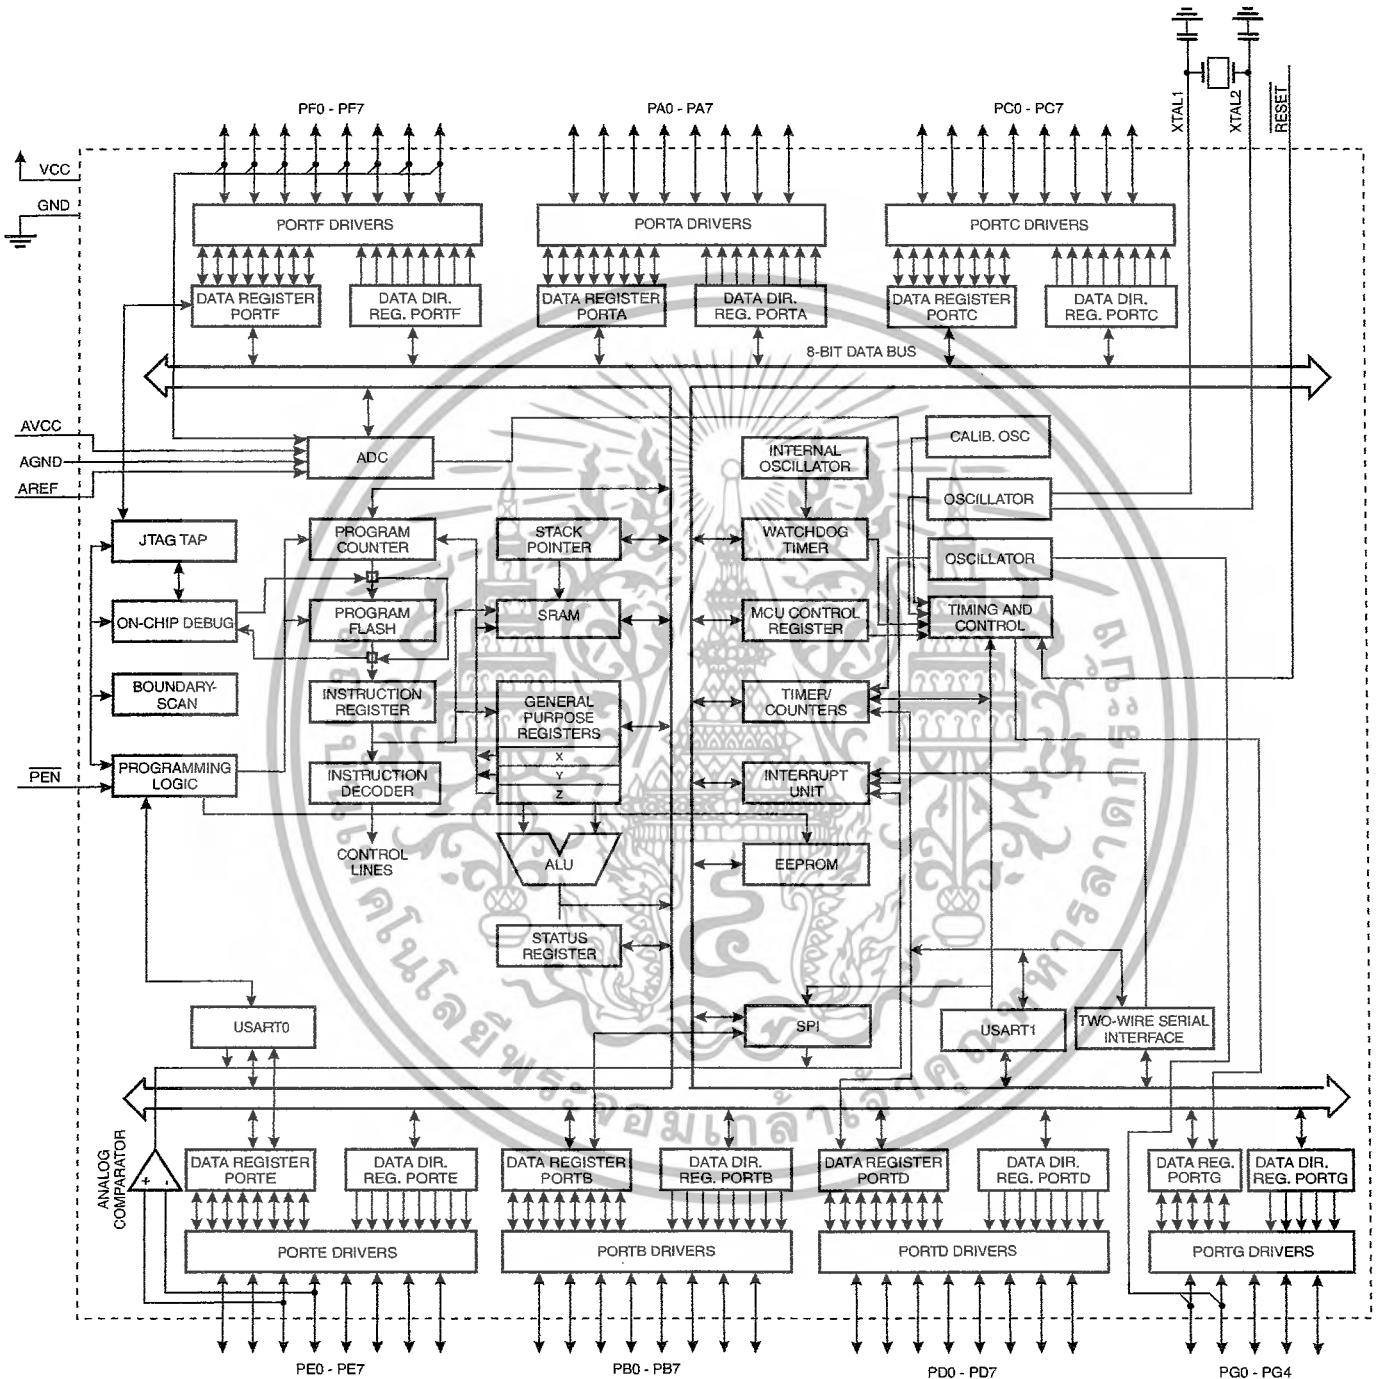 XTAL1
XTAL2
RESET
PF0 - PF7
PA0 - PA7
PC0 - PC7
VCC
GND
PORTF DRIVERS
PORTA DRIVERS
PORTC DRIVERS
DATA REGISTER
PORTF
DATA DIR.
REG. PORTF
DATA REGISTER
PORTA
DATA DIR.
REG. PORTA
DATA REGISTER
PORTC
DATA DIR.
REG. PORTC
8-BIT DATA BUS
AVCC
AGND
AREF
ADC
INTERNAL
OSCILLATOR
CALIB. OSC
OSCILLATOR
JTAG TAP
PROGRAM
COUNTER
STACK
POINTER
WATCHDOG
TIMER
OSCILLATOR
ON-CHIP DEBUG
PROGRAM
FLASH
SRAM
MCU CONTROL
REGISTER
TIMING AND
CONTROL
BOUNDARY-
SCAN
INSTRUCTION
REGISTER
GENERAL
PURPOSE
REGISTERS
X
Y
Z
TIMER/
COUNTERS
PEN
PROGRAMMING
LOGIC
INSTRUCTION
DECODER
INTERRUPT
UNIT
CONTROL
LINES
ALU
EEPROM
STATUS
REGISTER
USART0
SPI
USART1
TWO-WIRE SERIAL
INTERFACE
ANALOG
COMPARATOR
+ -
DATA REGISTER
PORTE
DATA DIR.
REG. PORTE
DATA REGISTER
PORTB
DATA DIR.
REG. PORTB
DATA REGISTER
PORTD
DATA DIR.
REG. PORTD
DATA REG.
PORTG
DATA DIR.
REG. PORTG
PORTE DRIVERS
PORTB DRIVERS
PORTD DRIVERS
PORTG DRIVERS
PE0 - PE7
PB0 - PB7
PD0 - PD7
PG0 - PG4